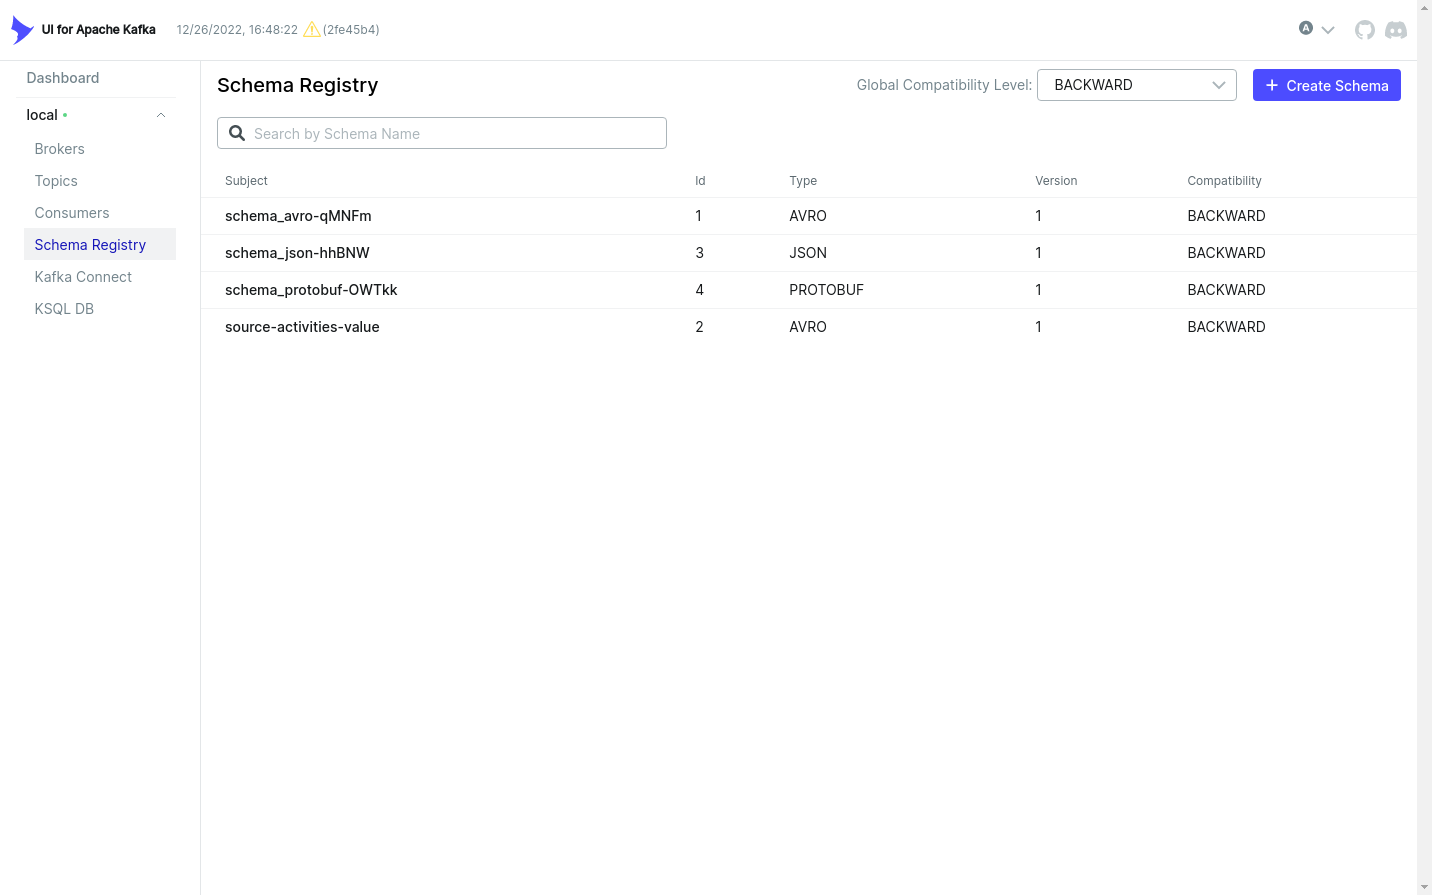 UI for Apache Kafka 12/26/2022, 16:48:22 (2fe45b4) A
Dashboard
local
Brokers
Topics
Consumers
Schema Registry
Kafka Connect
KSQL DB
Schema Registry Global Compatibility Level: BACKWARD Create Schema
Search by Schema Name
Subject Id Type Version Compatibility
schema_avro-qMNFm 1 AVRO 1 BACKWARD
schema_json-hhBNW 3 JSON 1 BACKWARD
schema_protobuf-OWTkk 4 PROTOBUF 1 BACKWARD
source-activities-value 2 AVRO 1 BACKWARD